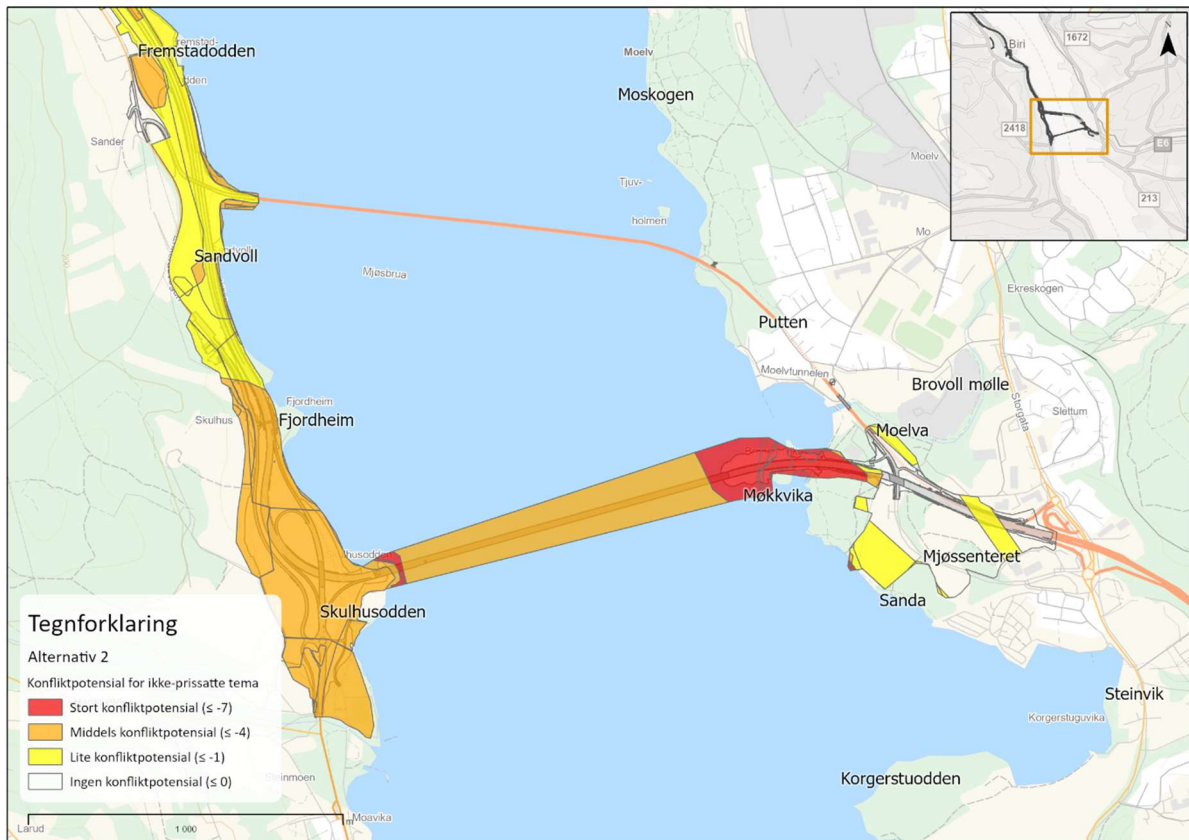 Fremstadodden
Sander
Sandvoll
Mjøsbrua
Moelv
Moskogen
Tjuv-
holmen
Moelv
Mo
Ekreskogen
Putten
Moelvtunnelen
Brovoll mølle
Storgata
Slettum
Moelva
Skulhus
Fjordheim
Fjordheim
Møkkvika
Mjøssenteret
Sanda
Skulhusodden
Steinvik
Korgerstuguvika
Korgerstuodden
Moavika
Larud
Biri
1672
2418
E6
213
N
Tegnforklaring
Alternativ 2
Konfliktpotensial for ikke-prissatte tema
Stort konfliktpotensial (≤ -7)
Middels konfliktpotensial (≤ -4)
Lite konfliktpotensial (≤ -1)
Ingen konfliktpotensial (≤ 0)
1 000
m